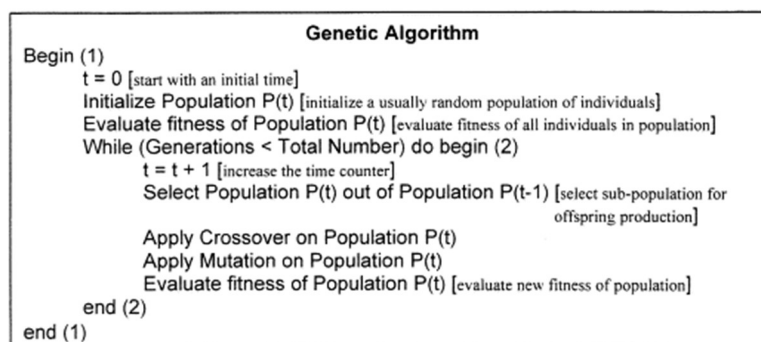 Genetic Algorithm
Begin (1)
t = 0 [start with an initial time]
Initialize Population P(t) [initialize a usually random population of individuals]
Evaluate fitness of Population P(t) [evaluate fitness of all individuals in population]
While (Generations < Total Number) do begin (2)
t = t + 1 [increase the time counter]
Select Population P(t) out of Population P(t-1) [select sub-population for
offspring production]
Apply Crossover on Population P(t)
Apply Mutation on Population P(t)
Evaluate fitness of Population P(t) [evaluate new fitness of population]
end (2)
end (1)